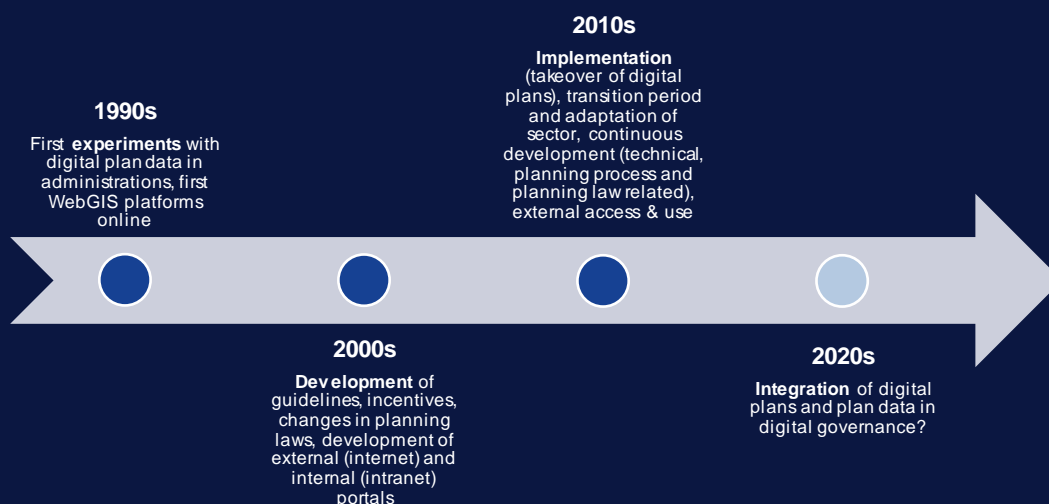 1990s
First experiments with
digital plan data in
administrations, first
WebGIS platforms
online
2000s
Development of
guidelines, incentives,
changes in planning
laws, development of
external (internet) and
internal (intranet)
portals
2010s
Implementation
(takeover of digital
plans), transition period
and adaptation of
sector, continuous
development (technical,
planning process and
planning law related),
external access & use
2020s
Integration of digital
plans and plan data in
digital governance?